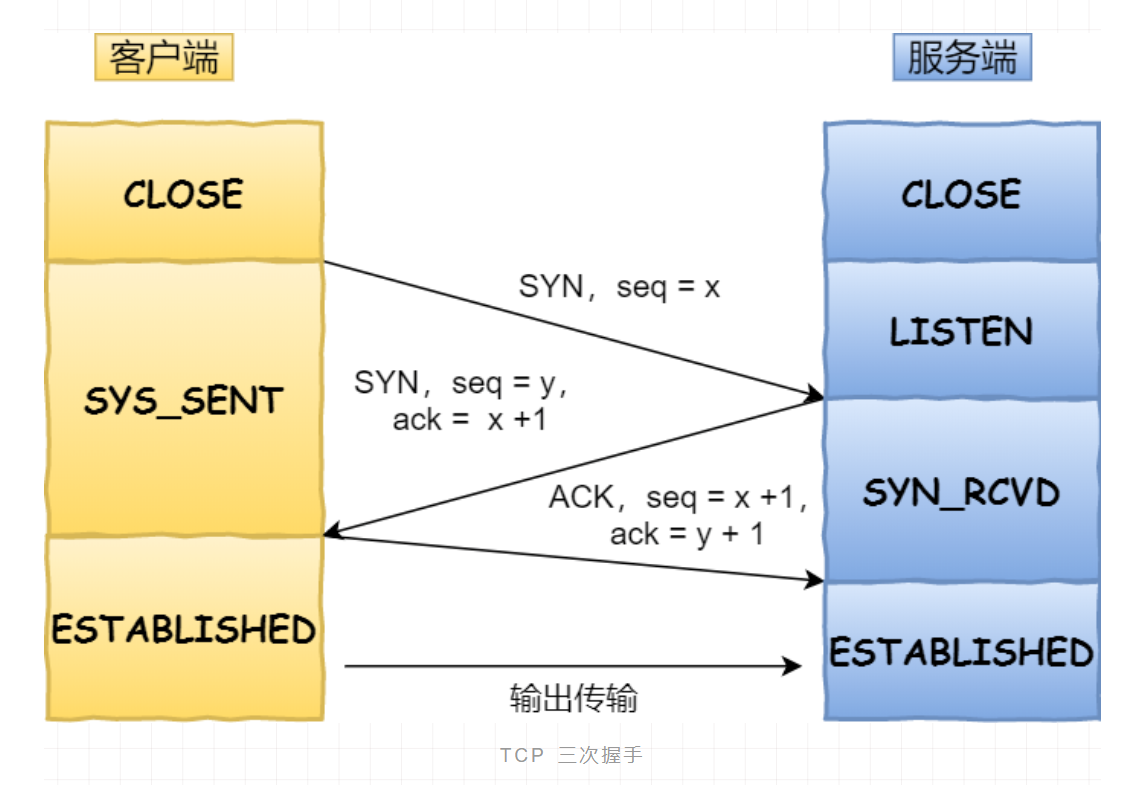 客户端
服务端
CLOSE
CLOSE
SYN，seq = x
LISTEN
SYN，seq = y,
ack = x +1
SYS_SENT
ACK，seq = x +1,
ack = y + 1
SYN_RCVD
ESTABLISHED
ESTABLISHED
输出传输
TCP 三次握手